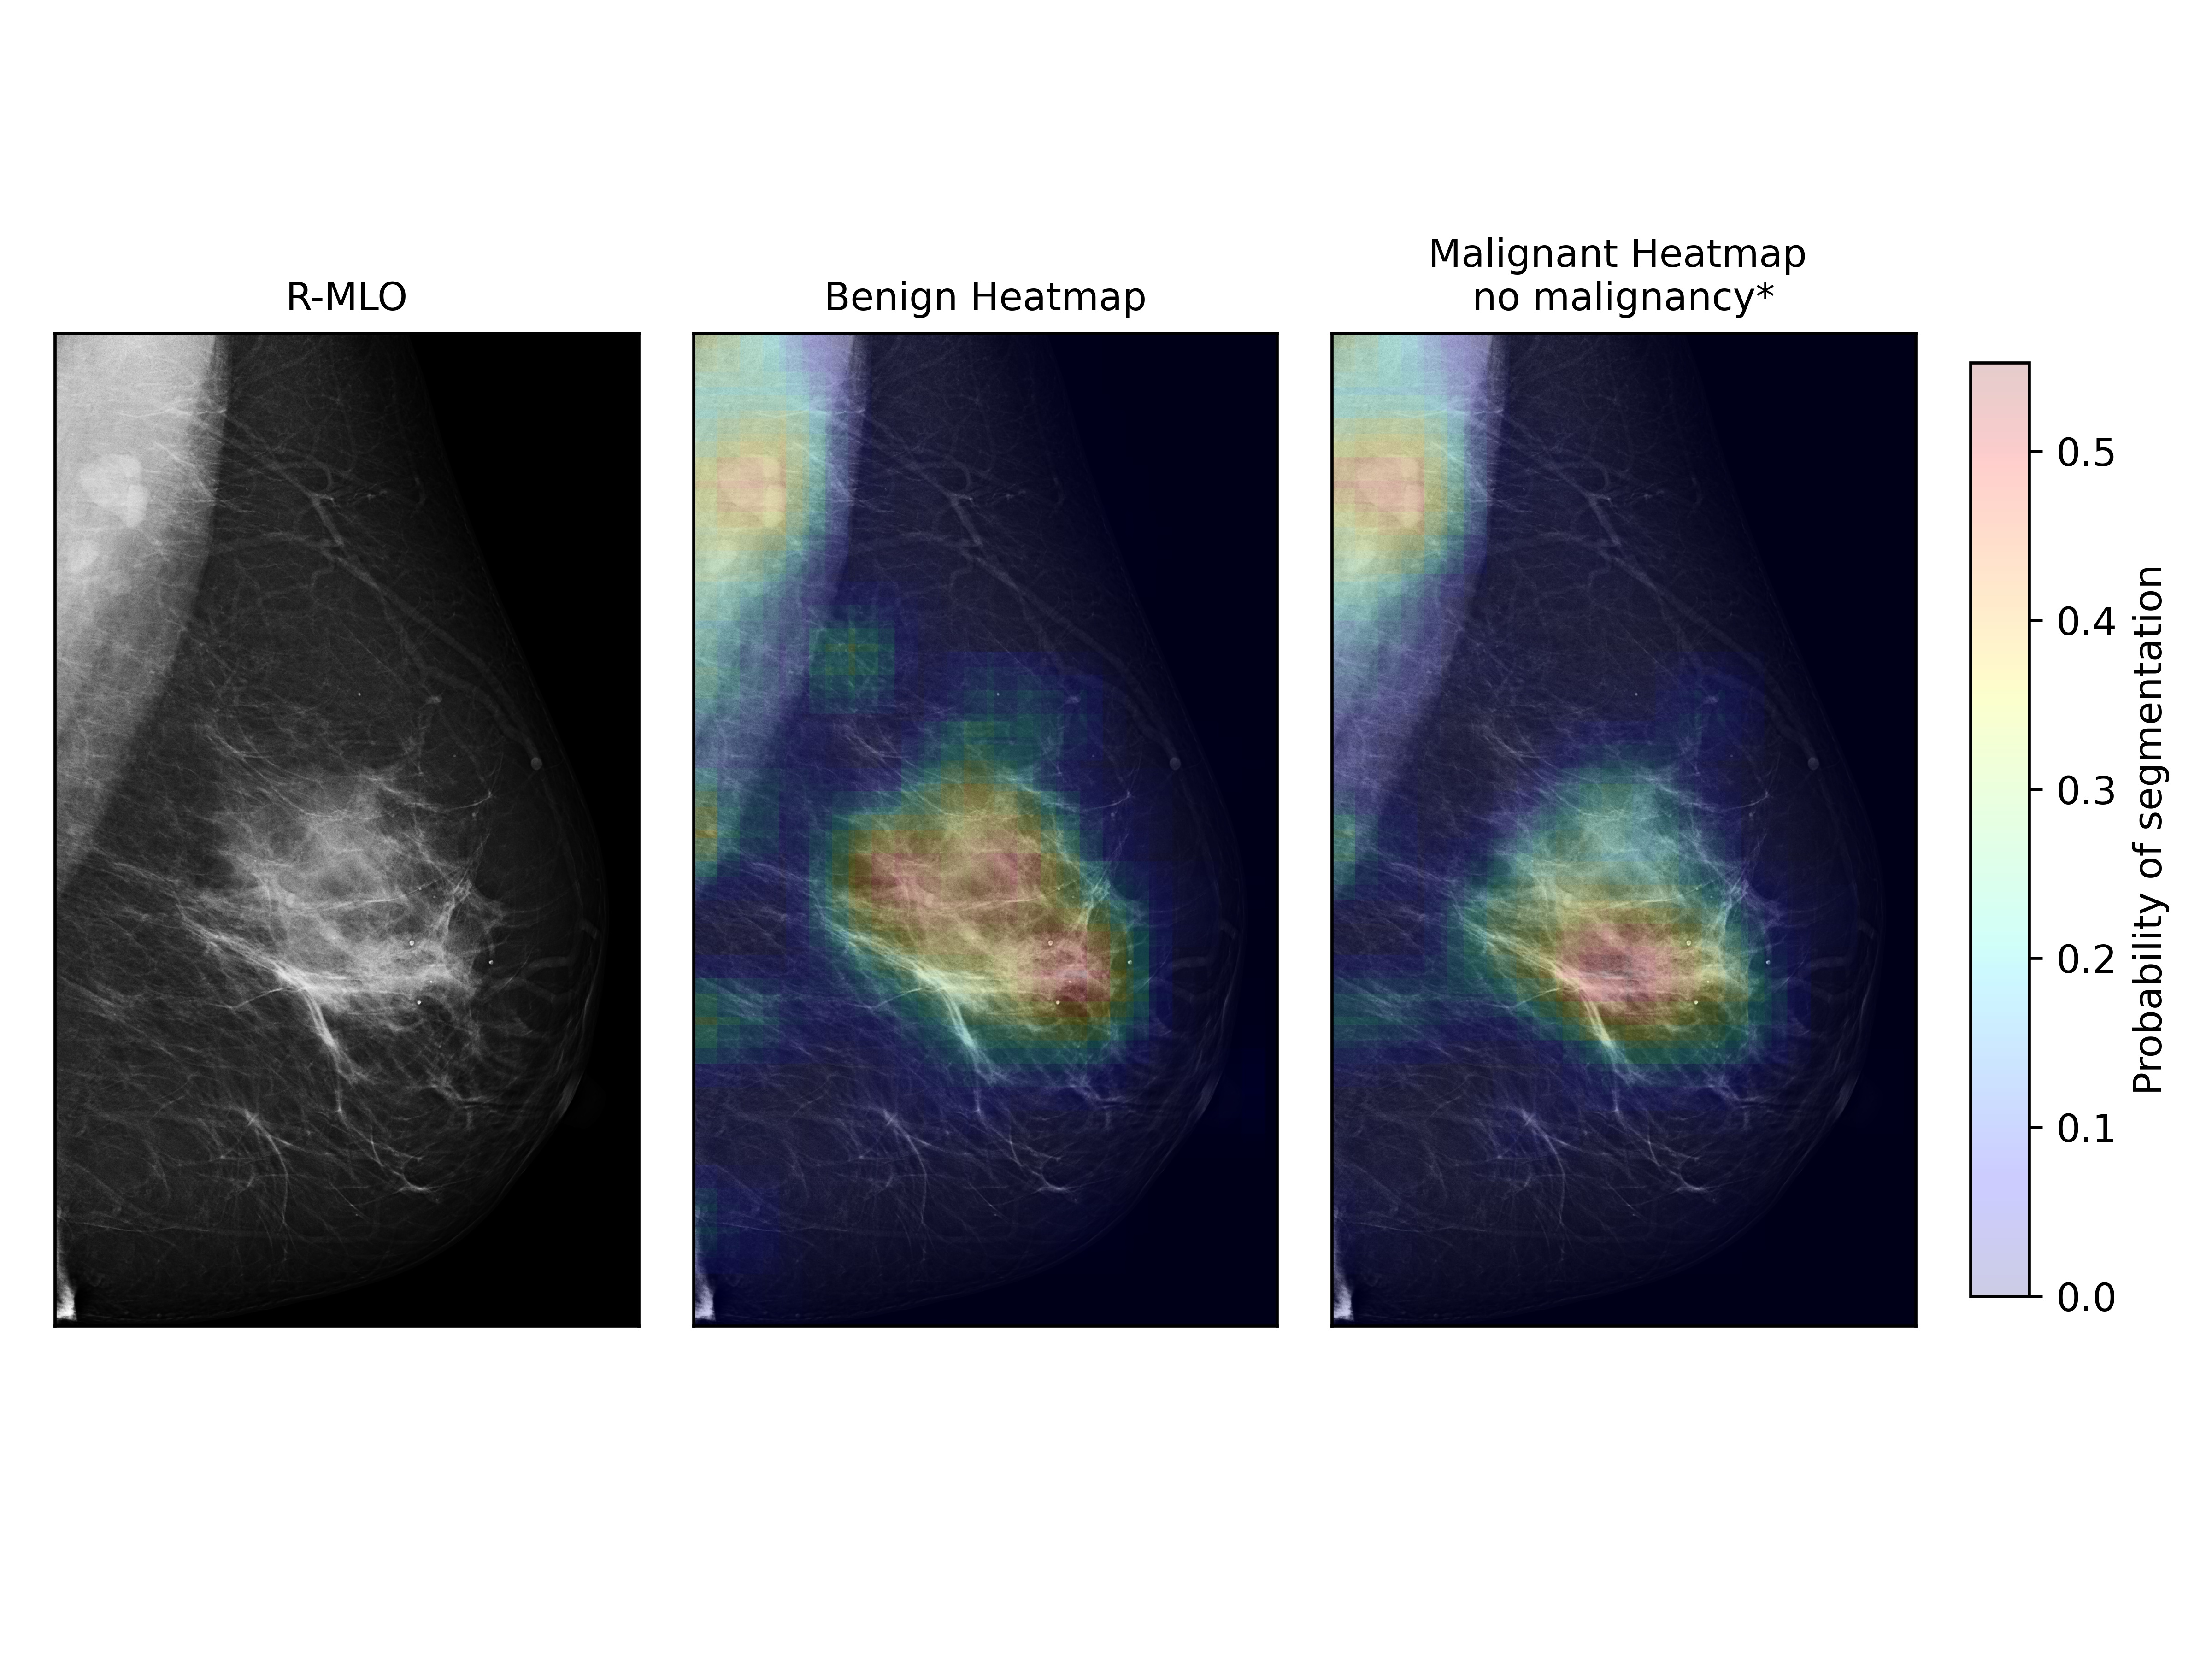 R-MLO
Benign Heatmap
Malignant Heatmap
no malignancy*
0.5
0.4
0.3
0.2
0.1
0.0
Probability of segmentation